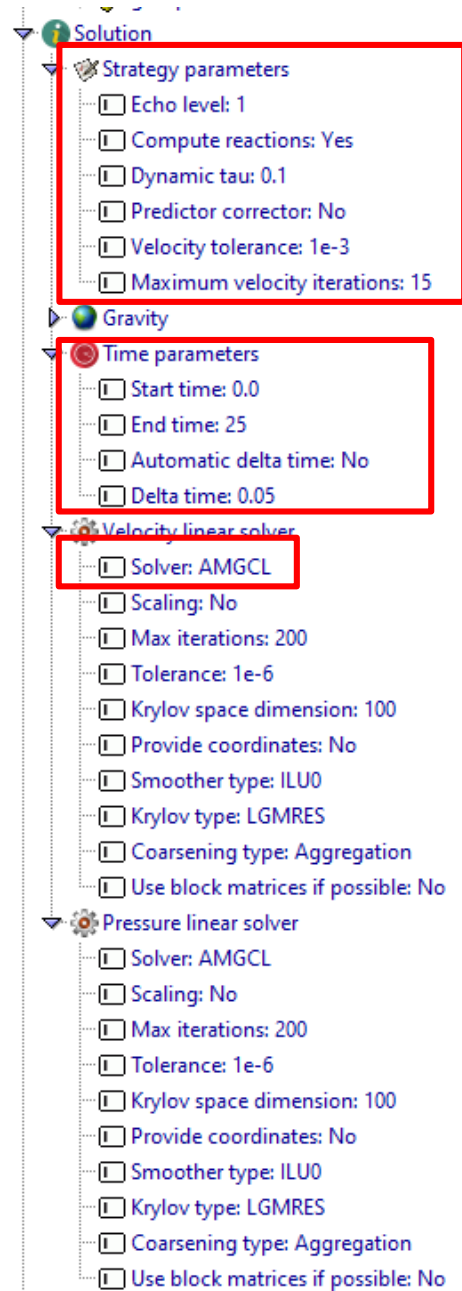 Solution
Strategy parameters
Echo level: 1
Compute reactions: Yes
Dynamic tau: 0.1
Predictor corrector: No
Velocity tolerance: 1e-3
Maximum velocity iterations: 15
Gravity
Time parameters
Start time: 0.0
End time: 25
Automatic delta time: No
Delta time: 0.05
Velocity linear solver
Solver: AMGCL
Scaling: No
Max iterations: 200
Tolerance: 1e-6
Krylov space dimension: 100
Provide coordinates: No
Smoother type: ILU0
Krylov type: LGMRES
Coarsening type: Aggregation
Use block matrices if possible: No
Pressure linear solver
Solver: AMGCL
Scaling: No
Max iterations: 200
Tolerance: 1e-6
Krylov space dimension: 100
Provide coordinates: No
Smoother type: ILU0
Krylov type: LGMRES
Coarsening type: Aggregation
Use block matrices if possible: No